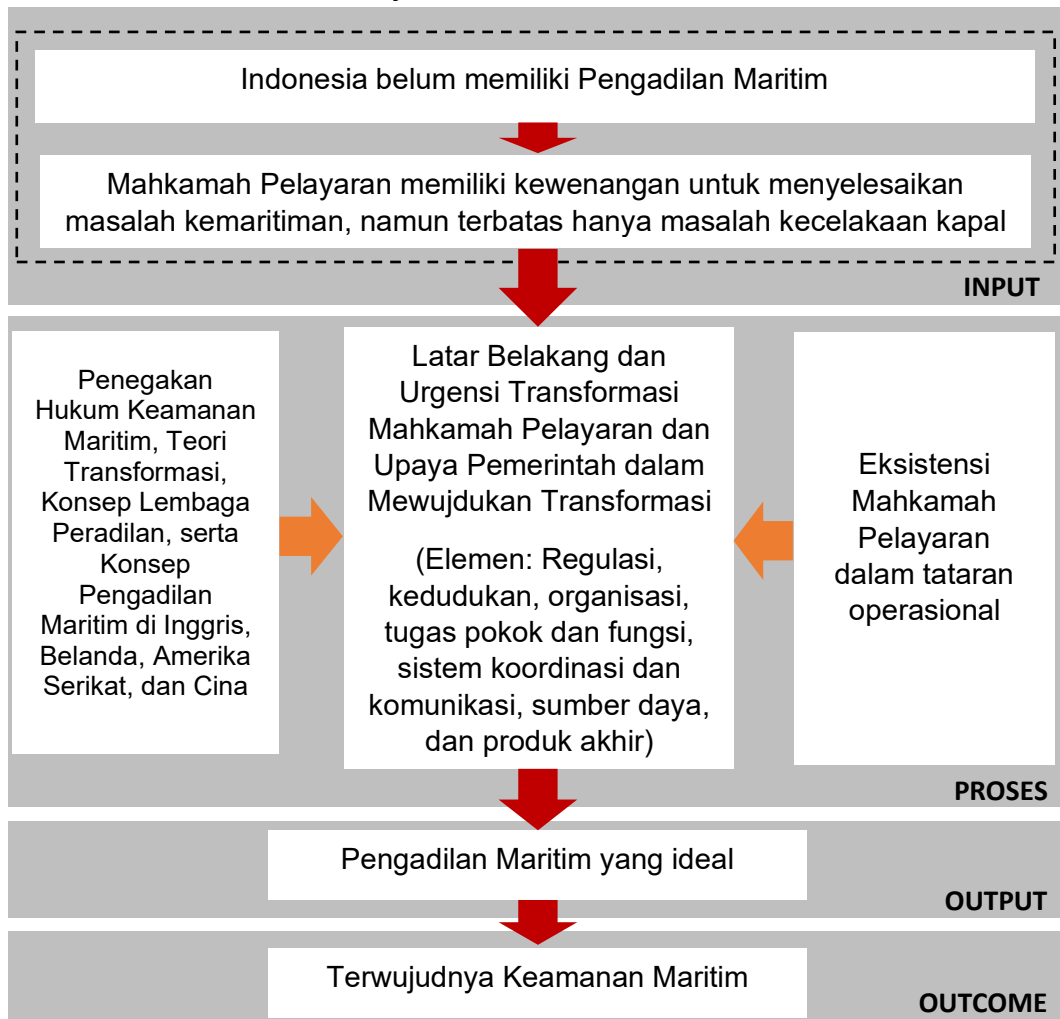 Indonesia belum memiliki Pengadilan Maritim
Mahkamah Pelayaran memiliki kewenangan untuk menyelesaikan
masalah kemaritiman, namun terbatas hanya masalah kecelakaan kapal
INPUT
Penegakan
Hukum Keamanan
Maritim, Teori
Transformasi,
Konsep Lembaga
Peradilan, serta
Konsep
Pengadilan
Maritim di Inggris,
Belanda, Amerika
Serikat, dan Cina
Latar Belakang dan
Urgensi Transformasi
Mahkamah Pelayaran dan
Upaya Pemerintah dalam
Mewujdukan Transformasi
(Elemen: Regulasi,
kedudukan, organisasi,
tugas pokok dan fungsi,
sistem koordinasi dan
komunikasi, sumber daya,
dan produk akhir)
Eksistensi
Mahkamah
Pelayaran
dalam tataran
operasional
PROSES
Pengadilan Maritim yang ideal
OUTPUT
Terwujudnya Keamanan Maritim
OUTCOME